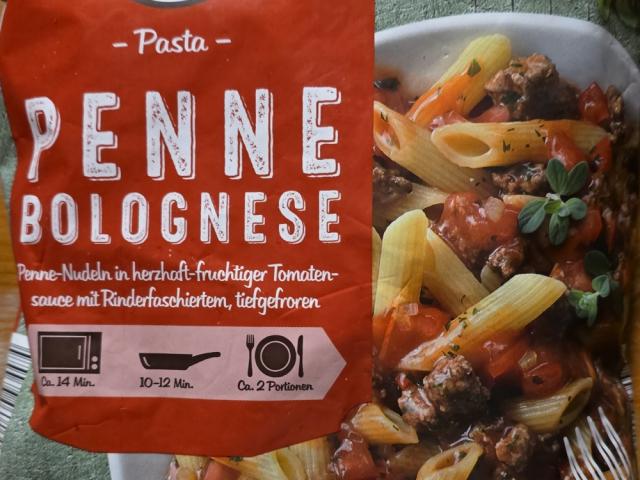 - Pasta -
PENNE
BOLOGNESE
Penne-Nudeln in herzhaft-fruchtiger Tomaten-
sauce mit Rinderfaschiertem, tiefgefroren
Ca. 14 Min.
10-12 Min.
Ca. 2 Portionen